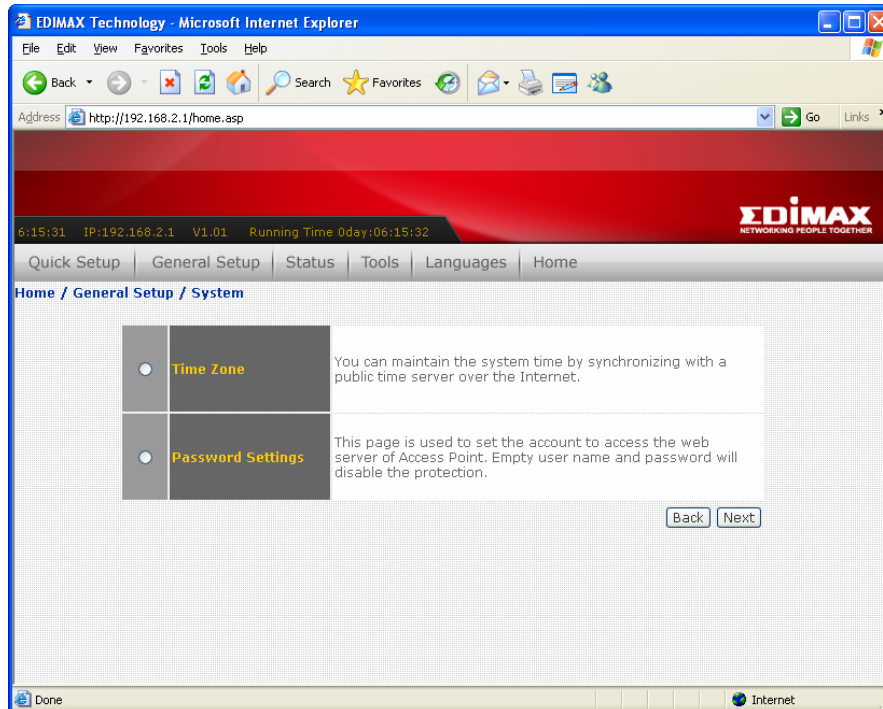 EDIMAX Technology - Microsoft Internet Explorer
File Edit View Favorites Tools Help
Back Search Favorites
Address http://192.168.2.1/home.asp Go Links
EDIMAX
NETWORKING PEOPLE TOGETHER
6:15:31 IP:192.168.2.1 V1.01 Running Time 0day:06:15:32
Quick Setup General Setup Status Tools Languages Home
Home / General Setup / System
Time Zone
You can maintain the system time by synchronizing with a
public time server over the Internet.
Password Settings
This page is used to set the account to access the web
server of Access Point. Empty user name and password will
disable the protection.
Back Next
Done Internet